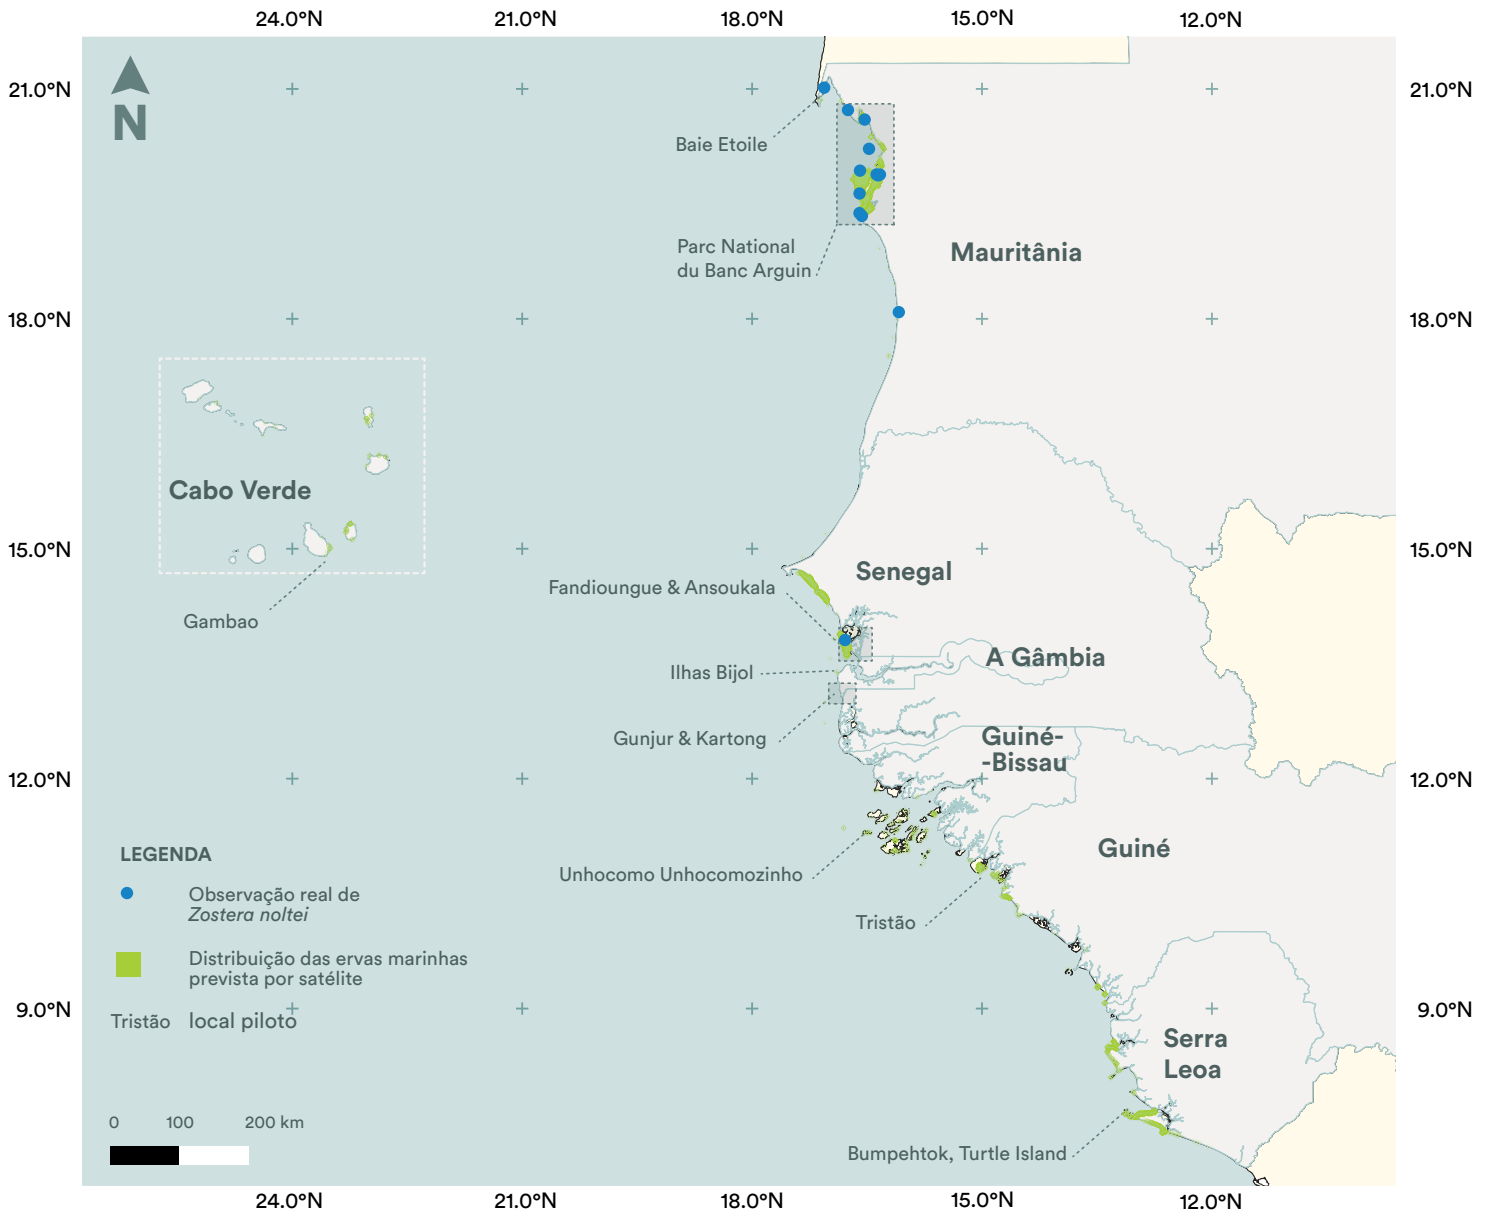 24.0°N 21.0°N 18.0°N 15.0°N 12.0°N
21.0°N 21.0°N
N
Baie Etoile
Parc National
du Banc Arguin
Mauritânia
18.0°N 18.0°N
Cabo Verde
15.0°N 15.0°N
Senegal
Fandioungue & Ansoukala
Gambao
A Gâmbia
Ilhas Bijol
Gunjur & Kartong
Guiné-
-Bissau
12.0°N 12.0°N
Guiné
Unhocomo Unhocomozinho
Tristão
LEGENDA
Observação real de
Zostera noltei
Distribuição das ervas marinhas
prevista por satélite
Tristão local piloto
9.0°N 9.0°N
Serra
Leoa
0 100 200 km
Bumpehtok, Turtle Island
24.0°N 21.0°N 18.0°N 15.0°N 12.0°N